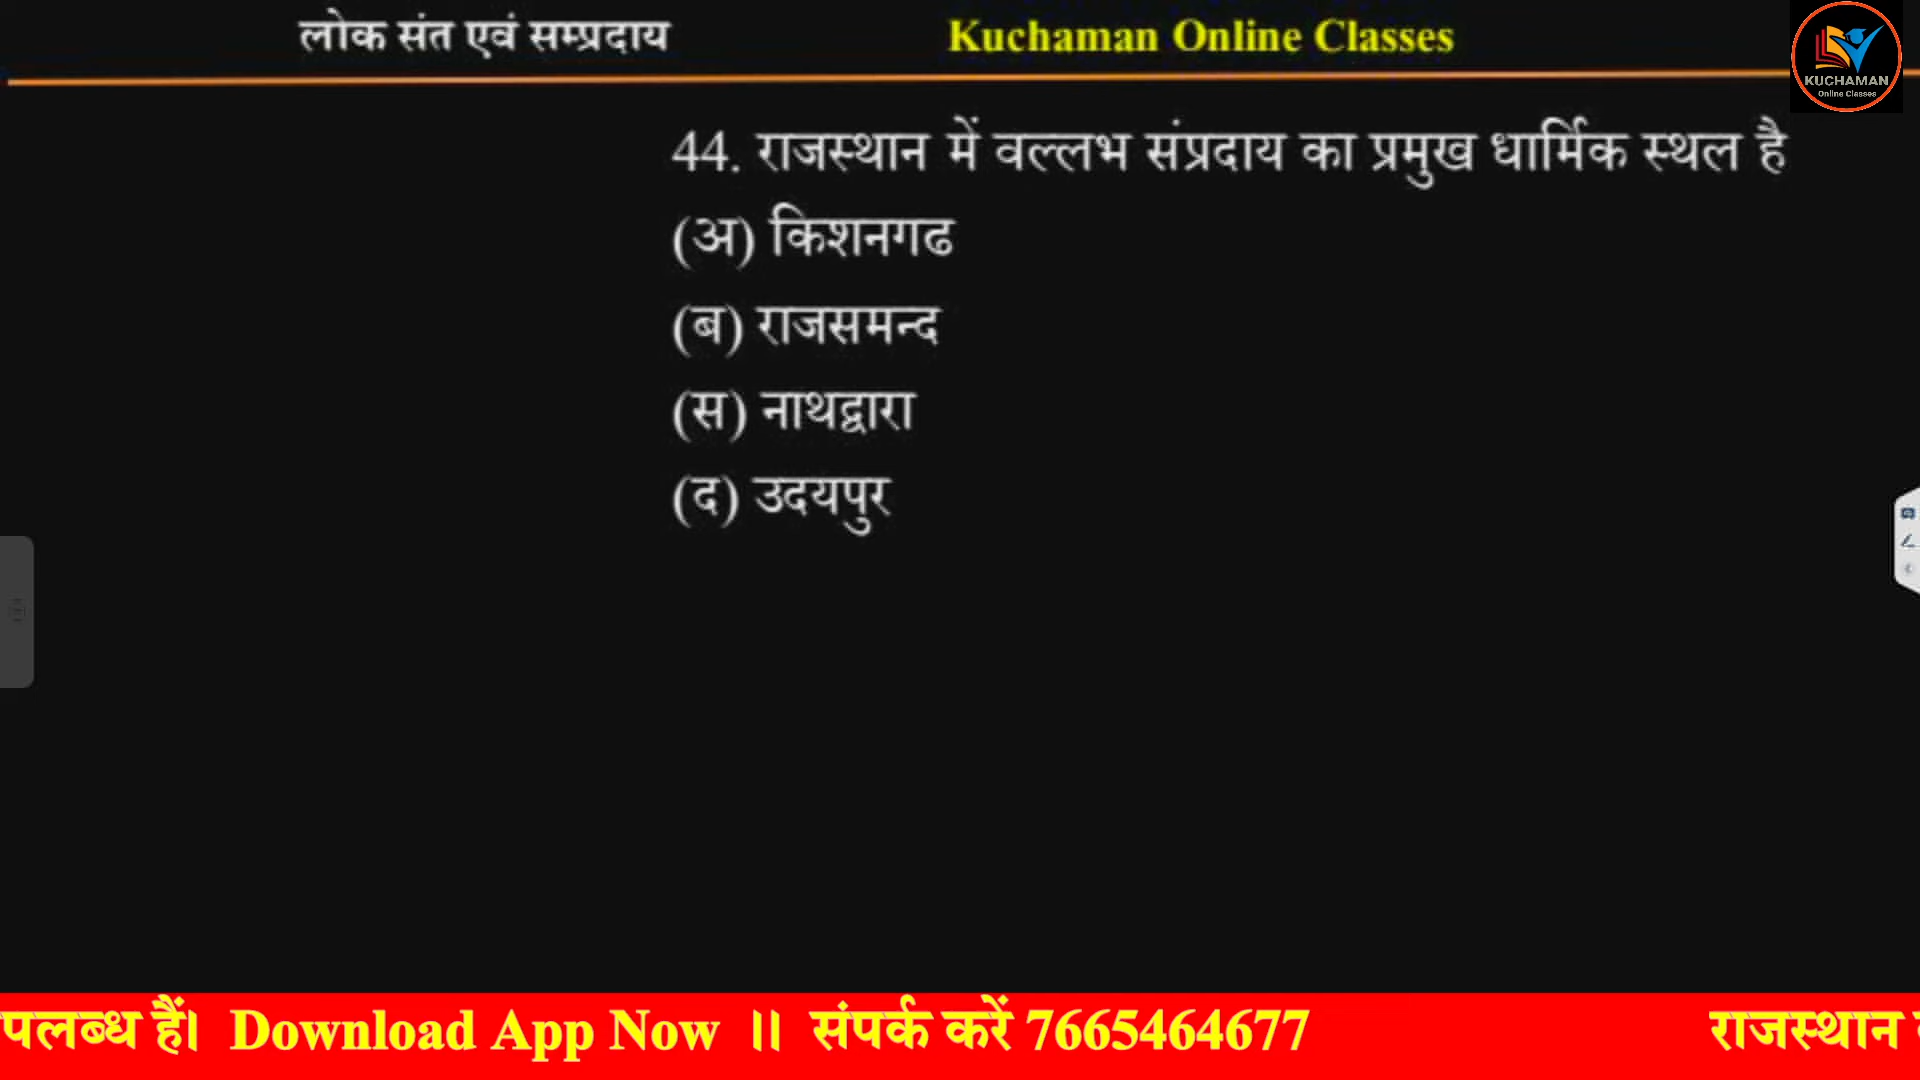 लोक संत एवं सम्प्रदाय
Kuchaman Online Classes
KUCHAMAN
Online Classes
44. राजस्थान में वल्लभ संप्रदाय का प्रमुख धार्मिक स्थल है
(अ) किशनगढ
(ब) राजसमन्द
(स) नाथद्वारा
(द) उदयपुर
पलब्ध हैं। Download App Now ।। संपर्क करें 7665464677 राजस्थान